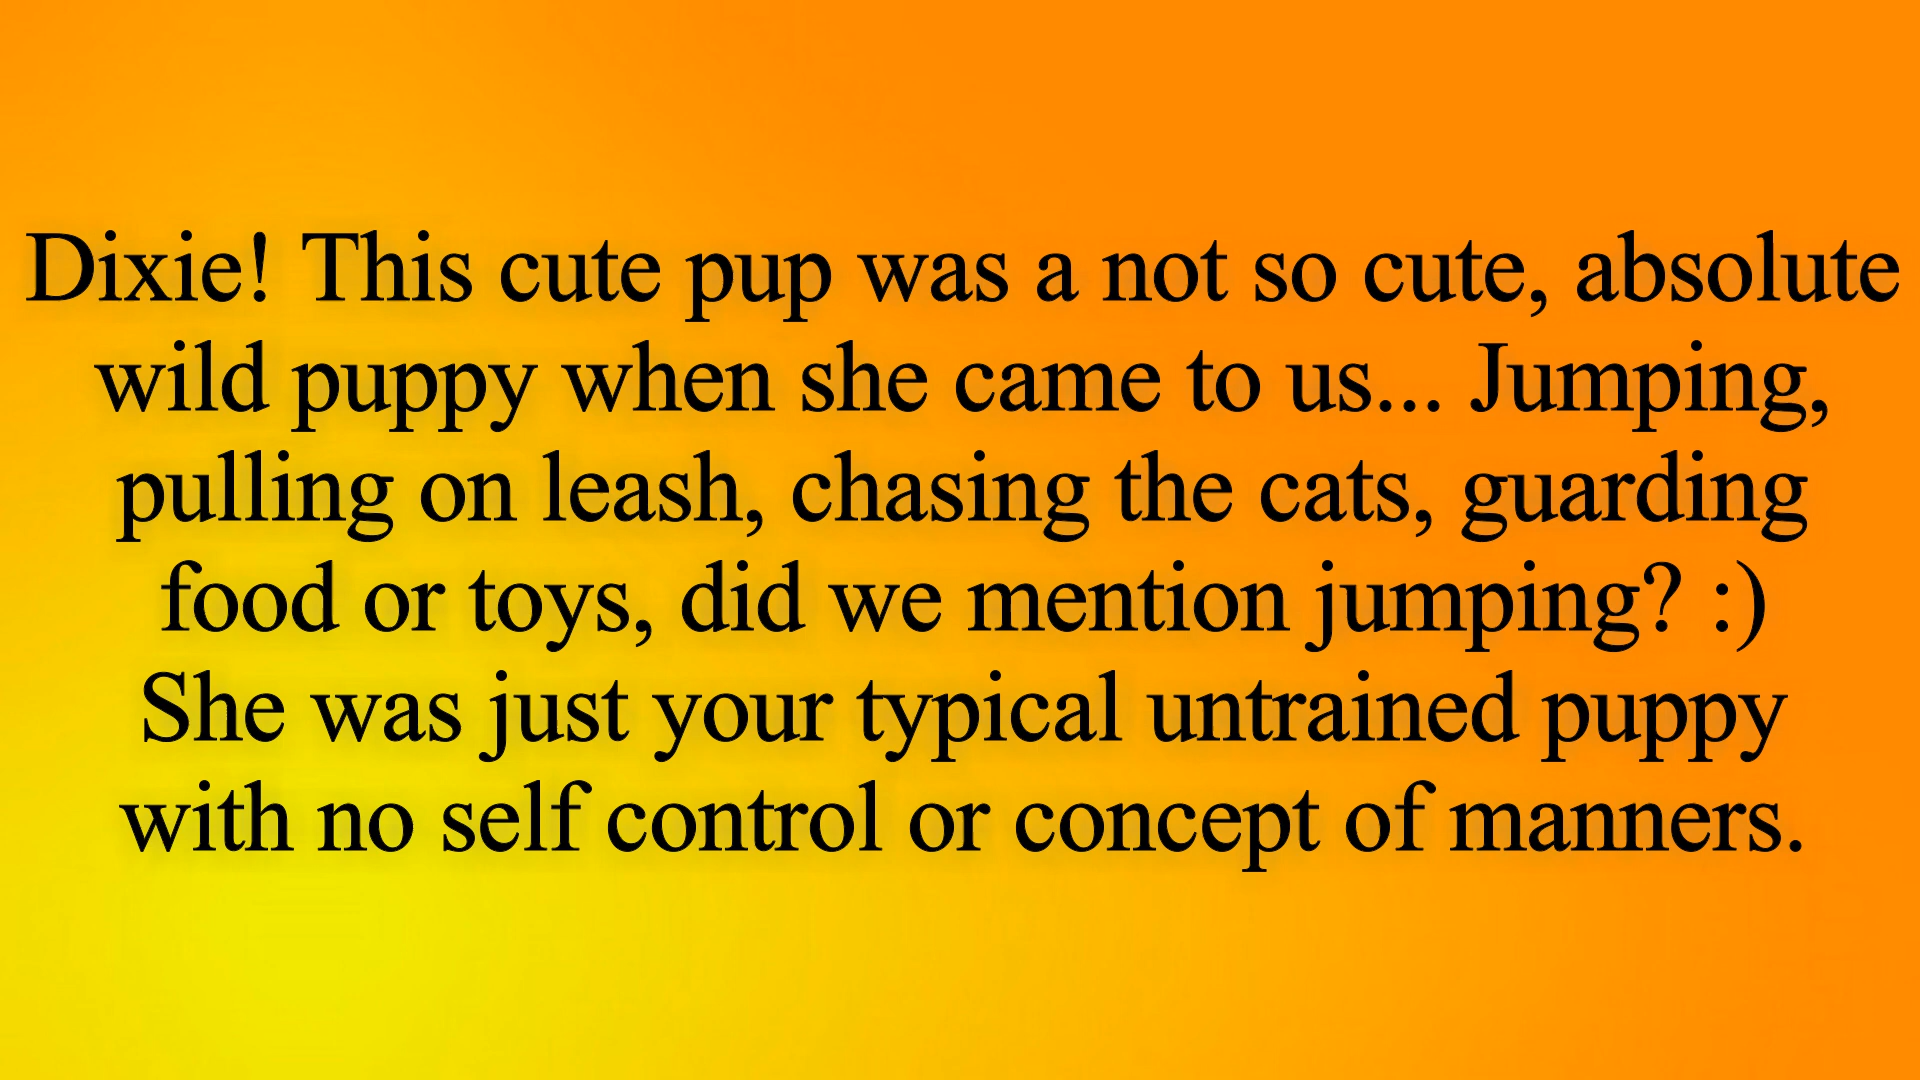 Dixie! This cute pup was a not so cute, absolute
wild puppy when she came to us... Jumping,
pulling on leash, chasing the cats, guarding
food or toys, did we mention jumping? :)
She was just your typical untrained puppy
with no self control or concept of manners.